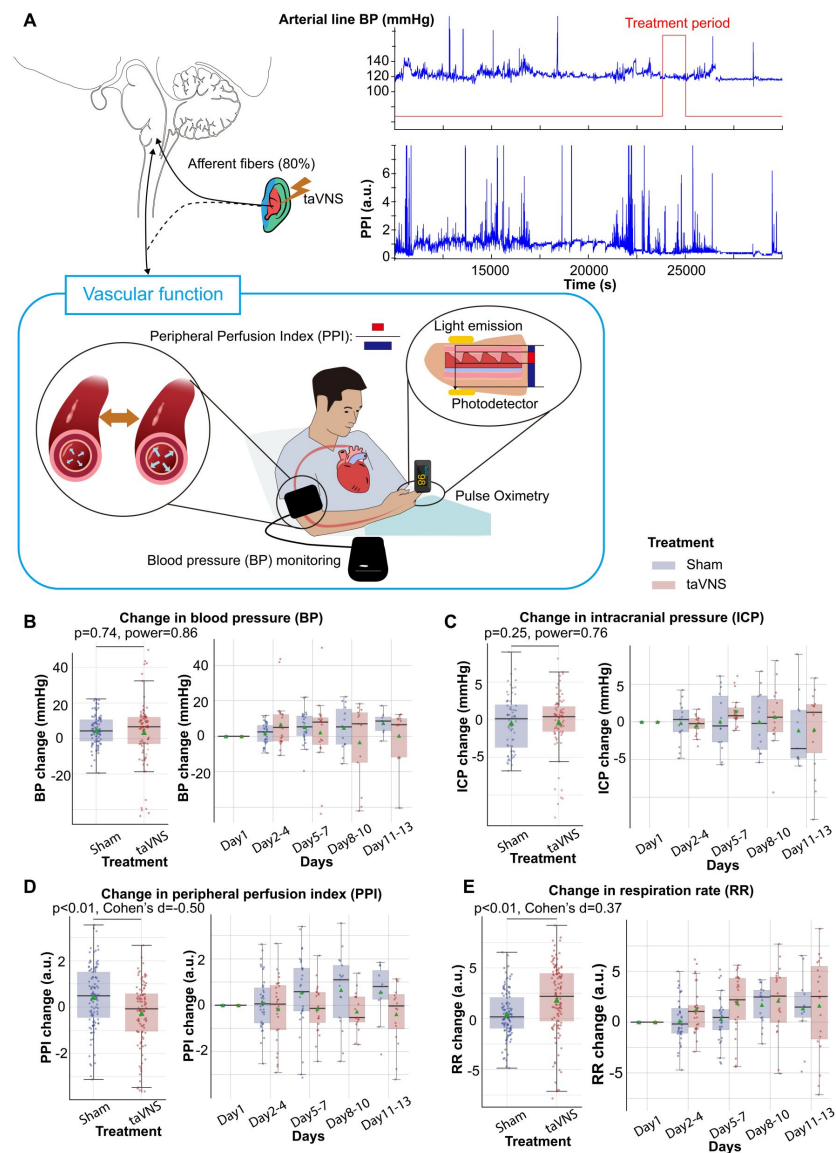 A
Arterial line BP (mmHg)
Treatment period
140
120
100
Afferent fibers (80%)
taVNS
PPI (a.u.)
8
6
4
2
0
15000
20000
25000
Time (s)
Vascular function
Peripheral Perfusion Index (PPI):
Light emission
Photodetector
98
Pulse Oximetry
Blood pressure (BP) monitoring
Treatment
Sham
taVNS
B
Change in blood pressure (BP)
p=0.74, power=0.86
BP change (mmHg)
40
20
0
-20
Sham
taVNS
Treatment
BP change (mmHg)
40
20
0
-20
Day1
Day2-4
Day5-7
Day8-10
Day11-13
Days
C
Change in intracranial pressure (ICP)
p=0.25, power=0.76
ICP change (mmHg)
5
0
-5
Sham
taVNS
Treatment
ICP change (mmHg)
5
0
-5
Day1
Day2-4
Day5-7
Day8-10
Day11-13
Days
D
Change in peripheral perfusion index (PPI)
p<0.01, Cohen's d=-0.50
PPI change (a.u.)
2
0
-2
Sham
taVNS
Treatment
PPI change (a.u.)
2
0
-2
Day1
Day2-4
Day5-7
Day8-10
Day11-13
Days
E
Change in respiration rate (RR)
p<0.01, Cohen's d=0.37
RR change (a.u.)
5
0
-5
Sham
taVNS
Treatment
RR change (a.u.)
5
0
-5
Day1
Day2-4
Day5-7
Day8-10
Day11-13
Days